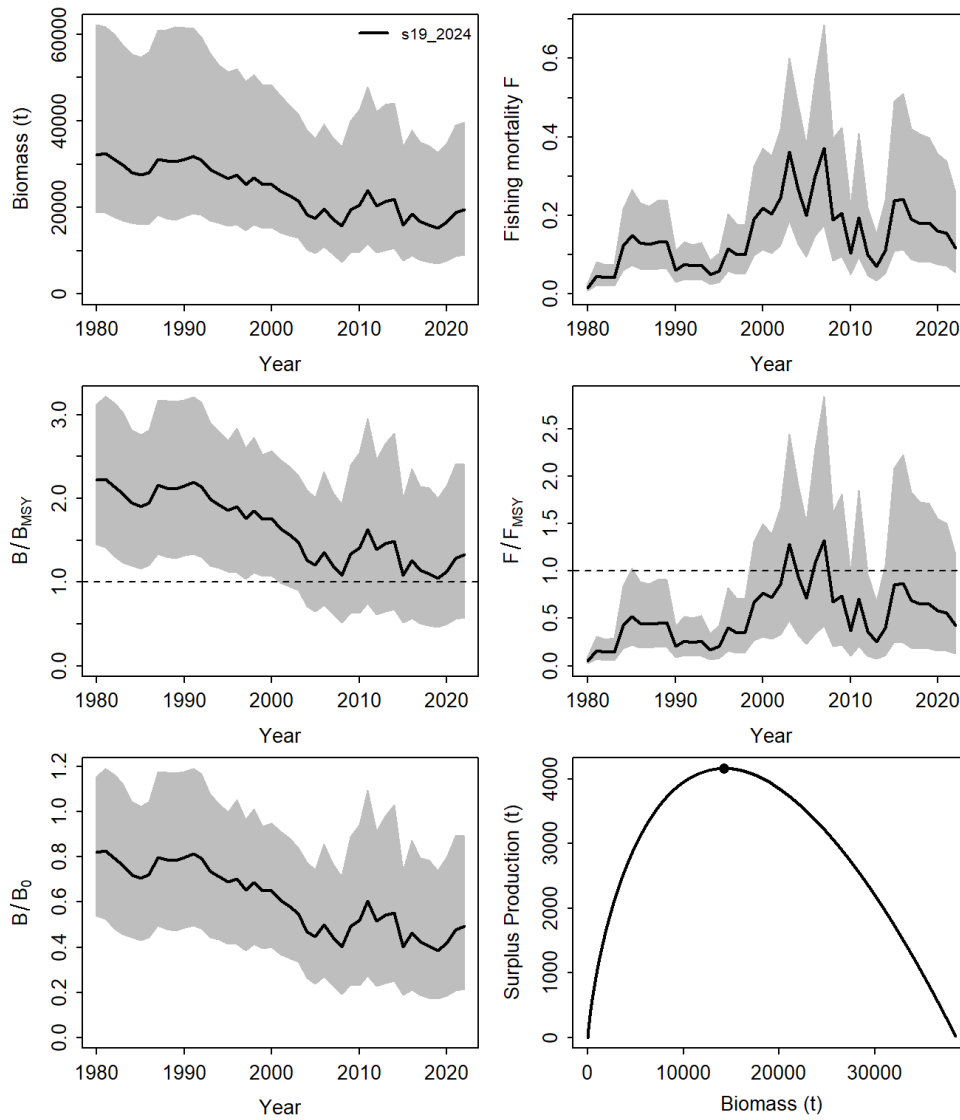 s19_2024
Biomass (t)
0 20000 40000 60000
1980 1990 2000 2010 2020
Year
Fishing mortality F
0.0 0.2 0.4 0.6
1980 1990 2000 2010 2020
Year
B/BMSY
0.0 1.0 2.0 3.0
1980 1990 2000 2010 2020
Year
F/FMSY
0.0 0.5 1.0 1.5 2.0 2.5
1980 1990 2000 2010 2020
Year
B/B0
0.0 0.2 0.4 0.6 0.8 1.0 1.2
1980 1990 2000 2010 2020
Year
Surplus Production (t)
0 1000 2000 3000 4000
0 10000 20000 30000
Biomass (t)